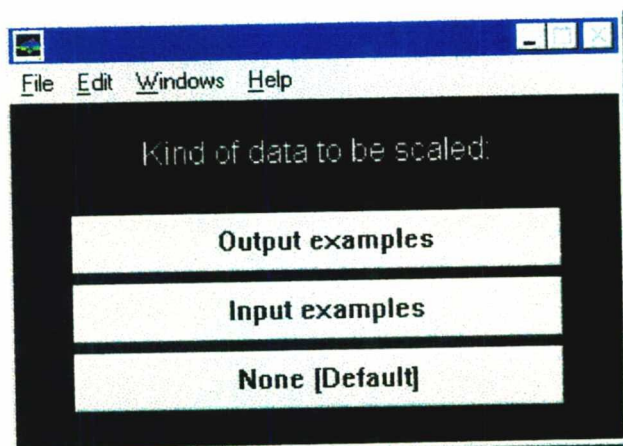 File Edit Windows Help
Kind of data to be scaled:
Output examples
Input examples
None [Default]